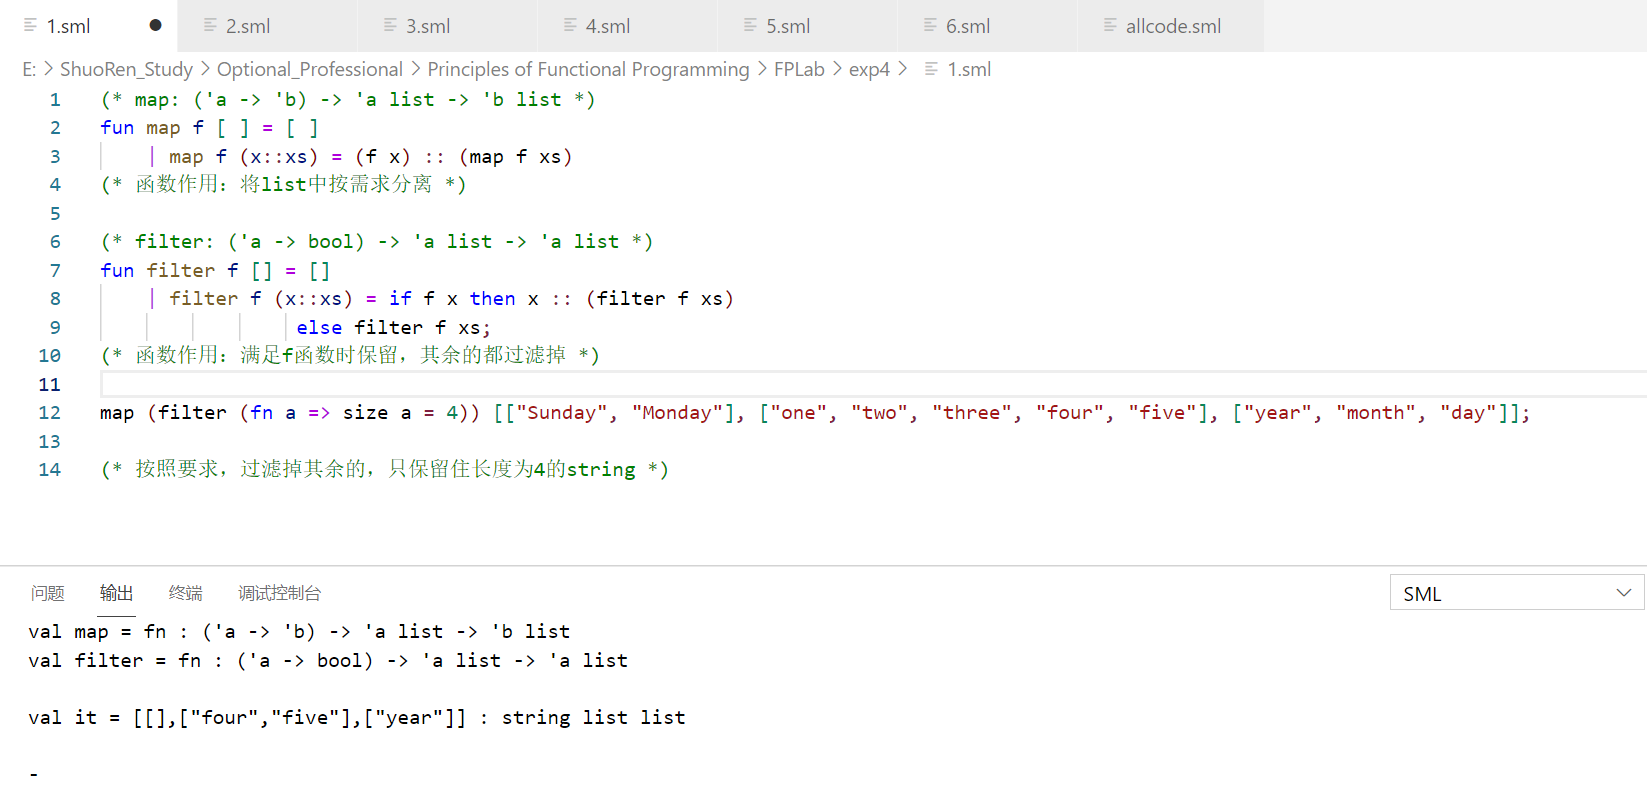 1.sml 2.sml 3.sml 4.sml 5.sml 6.sml allcode.sml
E: > ShuoRen_Study > Optional_Professional > Principles of Functional Programming > FPLab > exp4 > 1.sml
1 (* map: ('a -> 'b) -> 'a list -> 'b list *)
2 fun map f [ ] = [ ]
3 | map f (x::xs) = (f x) :: (map f xs)
4 (* 函数作用：将list中按需求分离 *)
5
6 (* filter: ('a -> bool) -> 'a list -> 'a list *)
7 fun filter f [] = []
8 | filter f (x::xs) = if f x then x :: (filter f xs)
9 else filter f xs;
10 (* 函数作用：满足f函数时保留，其余的都过滤掉 *)
11
12 map (filter (fn a => size a = 4)) [["Sunday", "Monday"], ["one", "two", "three", "four", "five"], ["year", "month", "day"]];
13
14 (* 按照要求，过滤掉其余的，只保留住长度为4的string *)
问题 输出 终端 调试控制台 SML
val map = fn : ('a -> 'b) -> 'a list -> 'b list
val filter = fn : ('a -> bool) -> 'a list -> 'a list
val it = [[],["four","five"],["year"]] : string list list
-